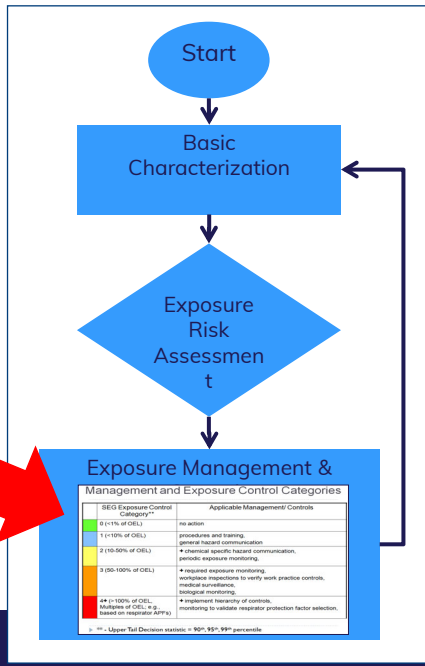 Start
Basic
Characterization
Exposure
Risk
Assessmen
t
Exposure Management &
Management and Exposure Control Categories
SEG Exposure Control
Category**
Applicable Management/ Controls
0 (<1% of OEL)
no action
1 (<10% of OEL)
procedures and training,
general hazard communication
2 (10-50% of OEL)
+ chemical specific hazard communication,
periodic exposure monitoring,
3 (50-100% of OEL)
+ required exposure monitoring,
workplace inspections to verify work practice controls,
medical surveillance,
biological monitoring,
4+ (>100% of OEL,
Multiples of OEL; e.g.,
based on respirator APFs)
+ implement hierarchy of controls,
monitoring to validate respirator protection factor selection,
** - Upper Tail Decision statistic = 90th, 95th, 99th percentile